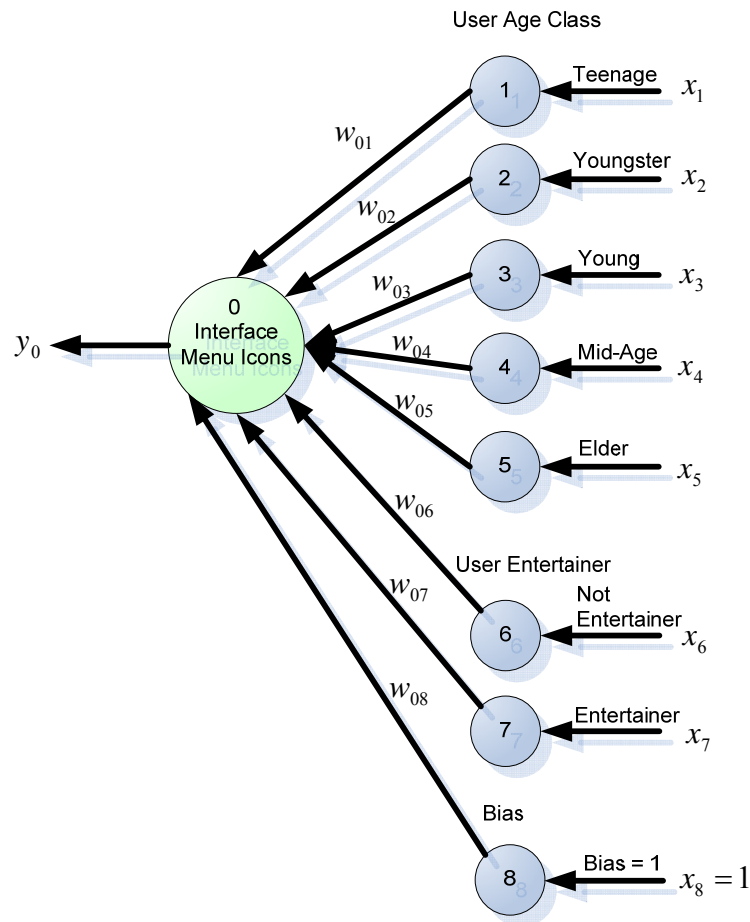 User Age Class
1
Teenage
x₁
w₀₁
2
Youngster
x₂
w₀₂
3
Young
x₃
w₀₃
0
Interface
Menu Icons
y₀
4
Mid-Age
x₄
w₀₄
5
Elder
x₅
w₀₅
w₀₆
User Entertainer
6
Not
Entertainer
x₆
w₀₇
7
Entertainer
x₇
w₀₈
Bias
8
Bias = 1
x₈ = 1